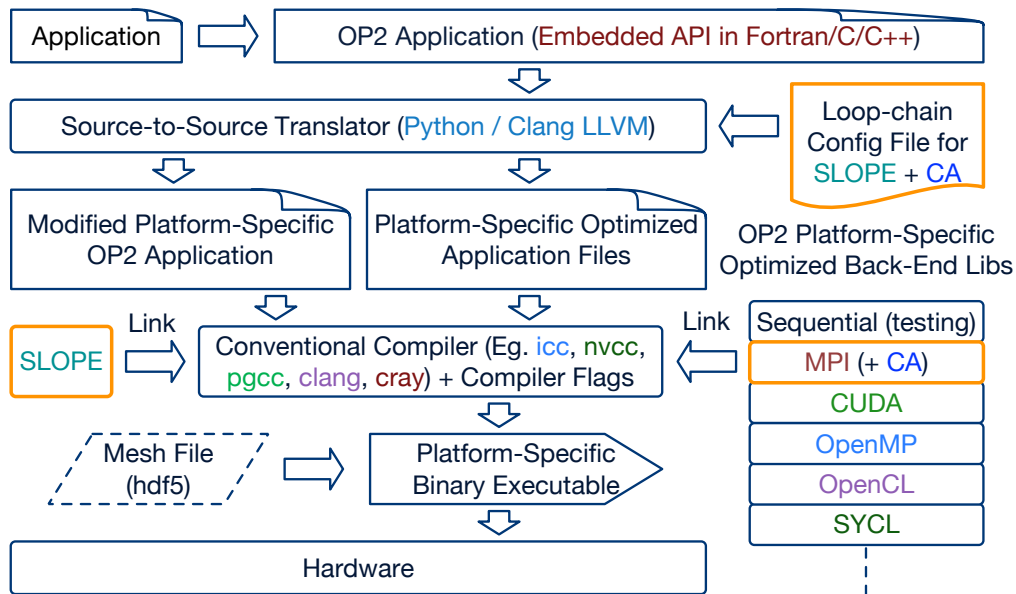 Application
OP2 Application (Embedded API in Fortran/C/C++)
Source-to-Source Translator (Python / Clang LLVM)
Loop-chain
Config File for
SLOPE + CA
Modified Platform-Specific
OP2 Application
Platform-Specific Optimized
Application Files
OP2 Platform-Specific
Optimized Back-End Libs
SLOPE
Link
Conventional Compiler (Eg. icc, nvcc,
pgcc, clang, cray) + Compiler Flags
Link
Sequential (testing)
MPI (+ CA)
CUDA
OpenMP
OpenCL
SYCL
Mesh File
(hdf5)
Platform-Specific
Binary Executable
Hardware